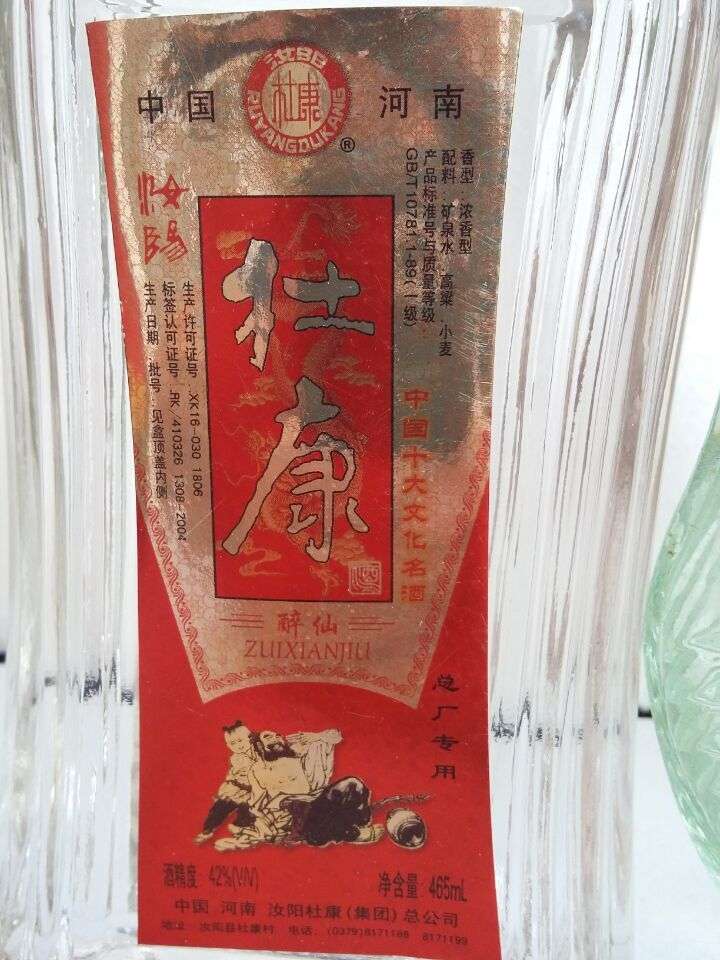 中国
汝阳
杜康
RUYANGDUKANG
®
河南
汝阳
杜康
香型 浓香型
配料:矿泉水.高粱.小麦
产品标准号与质量等级:
GB/T10781.1-89(一级)
生产许可证号:XK16-030 1806
标签认可证号:HK/410326 1308-2004
生产日期.批号:见盒顶盖内侧
中国十大文化名酒
醉仙
ZUIXIANJIU
总厂专用
酒精度 42%(V/V)
净含量 465mL
中国 河南 汝阳杜康(集团)总公司
地址:汝阳县杜康村 电话:(0379)8171188 8171199